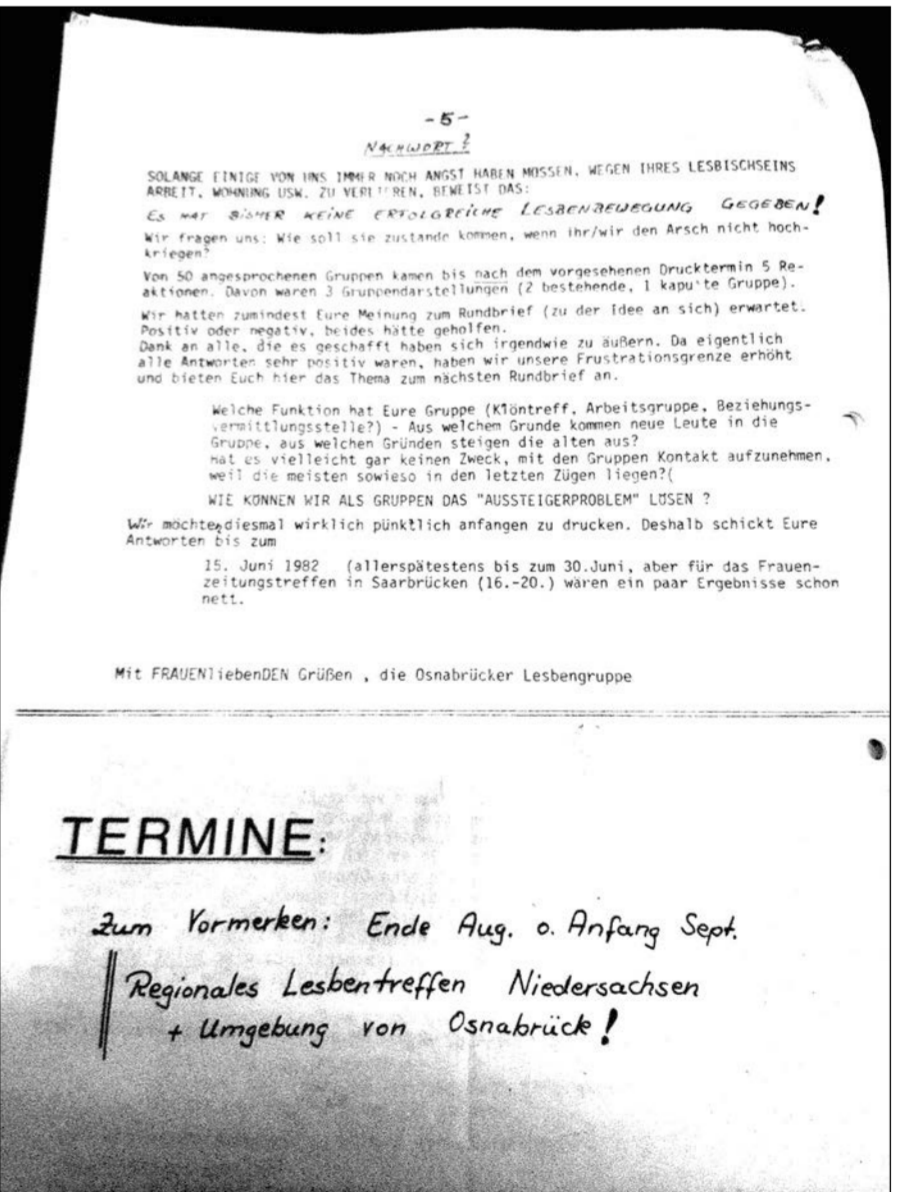 - 5 -
NACHWORT ?
SOLANGE EINIGE VON UNS IMMER NOCH ANGST HABEN MÜSSEN, WEGEN IHRES LESBISCHSEINS
ARBEIT, WOHNUNG USW. ZU VERLIEREN, BEWEIST DAS:
ES HAT BISHER KEINE ERFOLGREICHE LESBENBEWEGUNG GEGEBEN!
Wir fragen uns: Wie soll sie zustande kommen, wenn ihr/wir den Arsch nicht hoch-
kriegen?
Von 50 angesprochenen Gruppen kamen bis nach dem vorgesehenen Drucktermin 5 Re-
aktionen. Davon waren 3 Gruppendarstellungen (2 bestehende, 1 kapu'te Gruppe).
Wir hatten zumindest Eure Meinung zum Rundbrief (zu der Idee an sich) erwartet.
Positiv oder negativ, beides hätte geholfen.
Dank an alle, die es geschafft haben sich irgendwie zu äußern. Da eigentlich
alle Antworten sehr positiv waren, haben wir unsere Frustrationsgrenze erhöht
und bieten Euch hier das Thema zum nächsten Rundbrief an.
Welche Funktion hat Eure Gruppe (Klöntreff, Arbeitsgruppe, Beziehungs-
vermittlungsstelle?) - Aus welchem Grunde kommen neue Leute in die
Gruppe, aus welchen Gründen steigen die alten aus?
Hat es vielleicht gar keinen Zweck, mit den Gruppen Kontakt aufzunehmen,
weil die meisten sowieso in den letzten Zügen liegen?(
WIE KÖNNEN WIR ALS GRUPPEN DAS "AUSSTEIGERPROBLEM" LÖSEN ?
Wir möchten diesmal wirklich pünktlich anfangen zu drucken. Deshalb schickt Eure
Antworten bis zum
15. Juni 1982 (allerspätestens bis zum 30.Juni, aber für das Frauen-
zeitungstreffen in Saarbrücken (16.-20.) wären ein paar Ergebnisse schon
nett.
Mit FRAUENliebenDEN Grüßen , die Osnabrücker Lesbengruppe
TERMINE:
Zum Vormerken: Ende Aug. o. Anfang Sept.
Regionales Lesbentreffen Niedersachsen
+ Umgebung von Osnabrück!